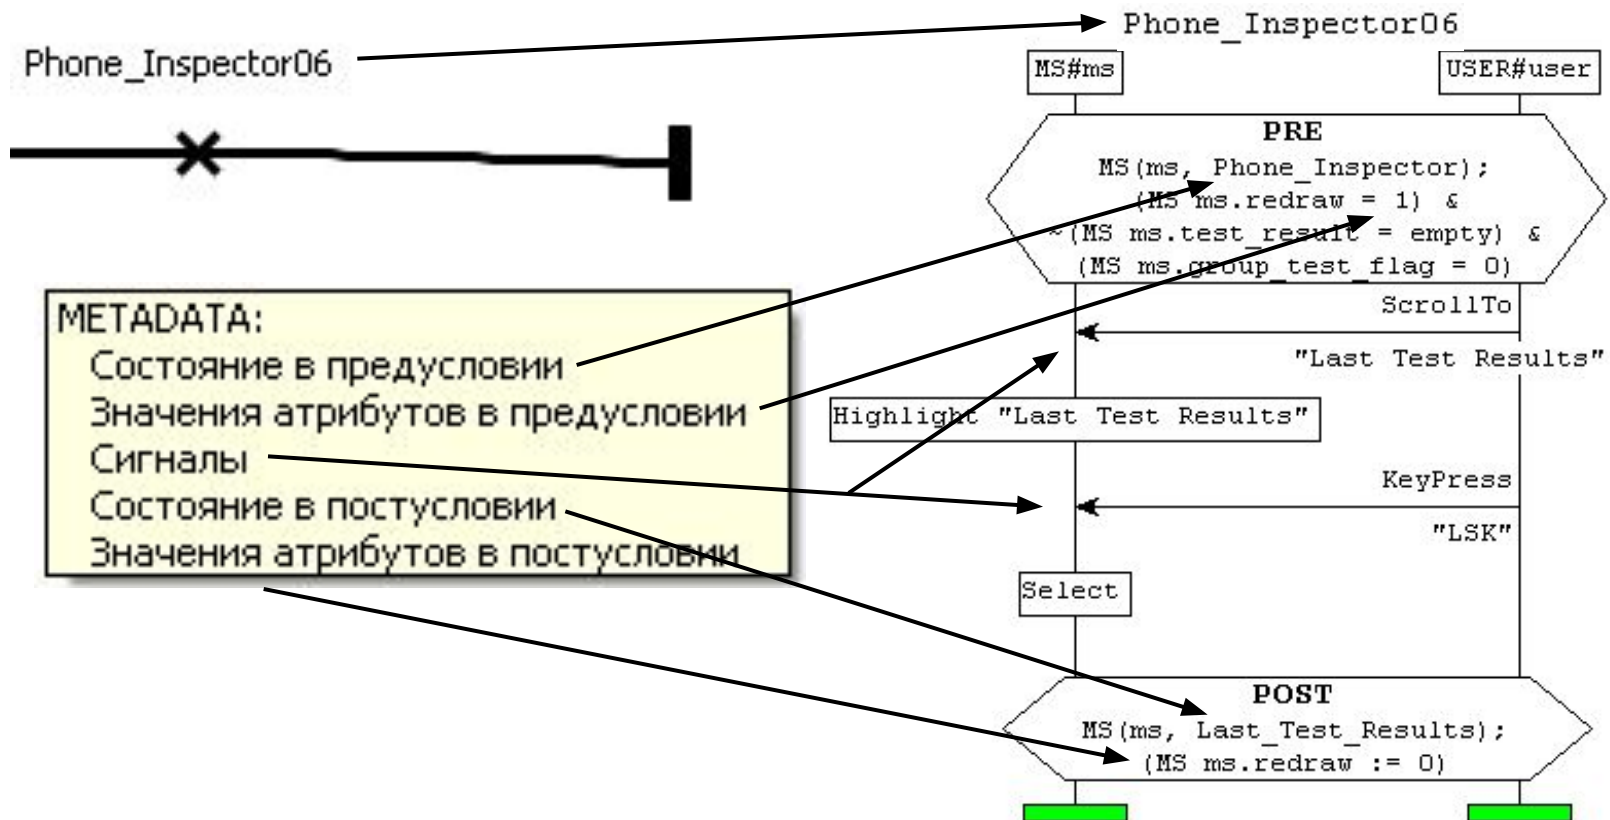 Phone_Inspector06
METADATA:
Состояние в предусловии
Значения атрибутов в предусловии
Сигналы
Состояние в постусловии
Значения атрибутов в постусловии
Phone_Inspector06
MS#ms
USER#user
PRE
MS(ms, Phone_Inspector);
(MS ms.redraw = 1) &
~(MS ms.test_result = empty) &
(MS ms.group_test_flag = 0)
ScrollTo
"Last Test Results"
Highlight "Last Test Results"
KeyPress
"LSK"
Select
POST
MS(ms, Last_Test_Results);
(MS ms.redraw := 0)